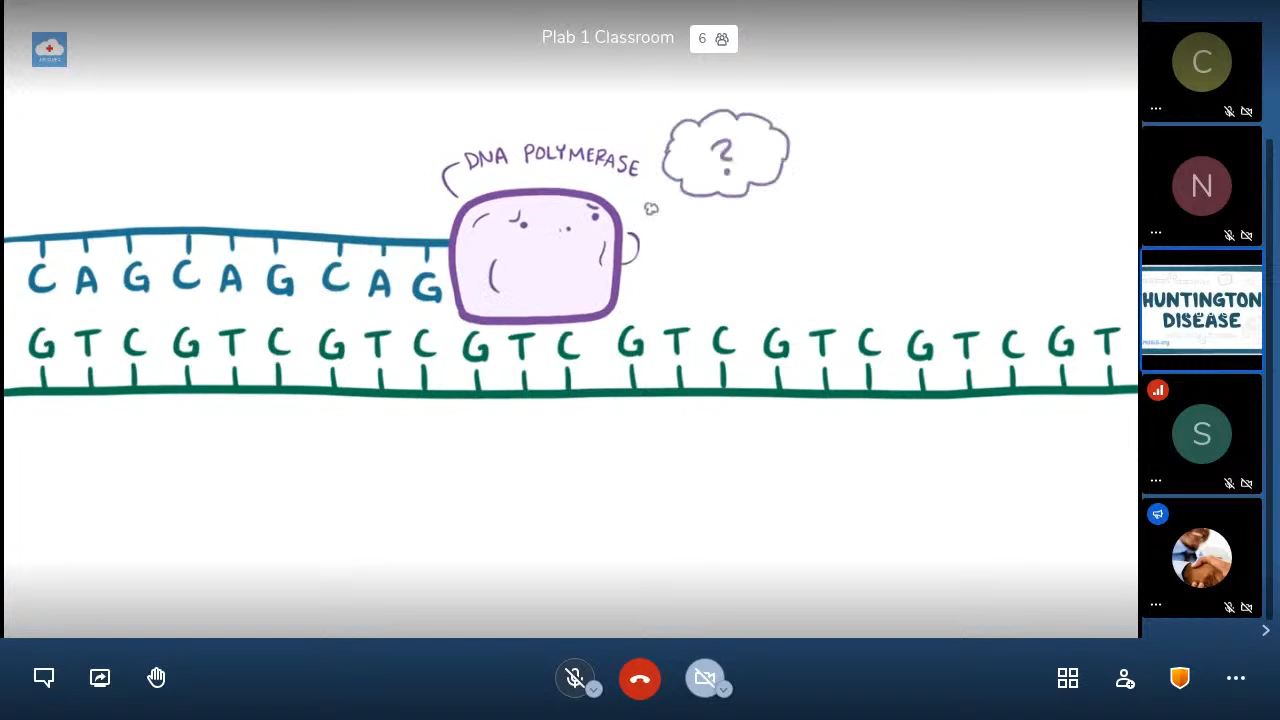 Plab 1 Classroom
6
DNA POLYMERASE
?
C A G C A G C A G
G T C G T C G T C G T C G T C G T C G T C G T
C
N
HUNTINGTON
DISEASE
S